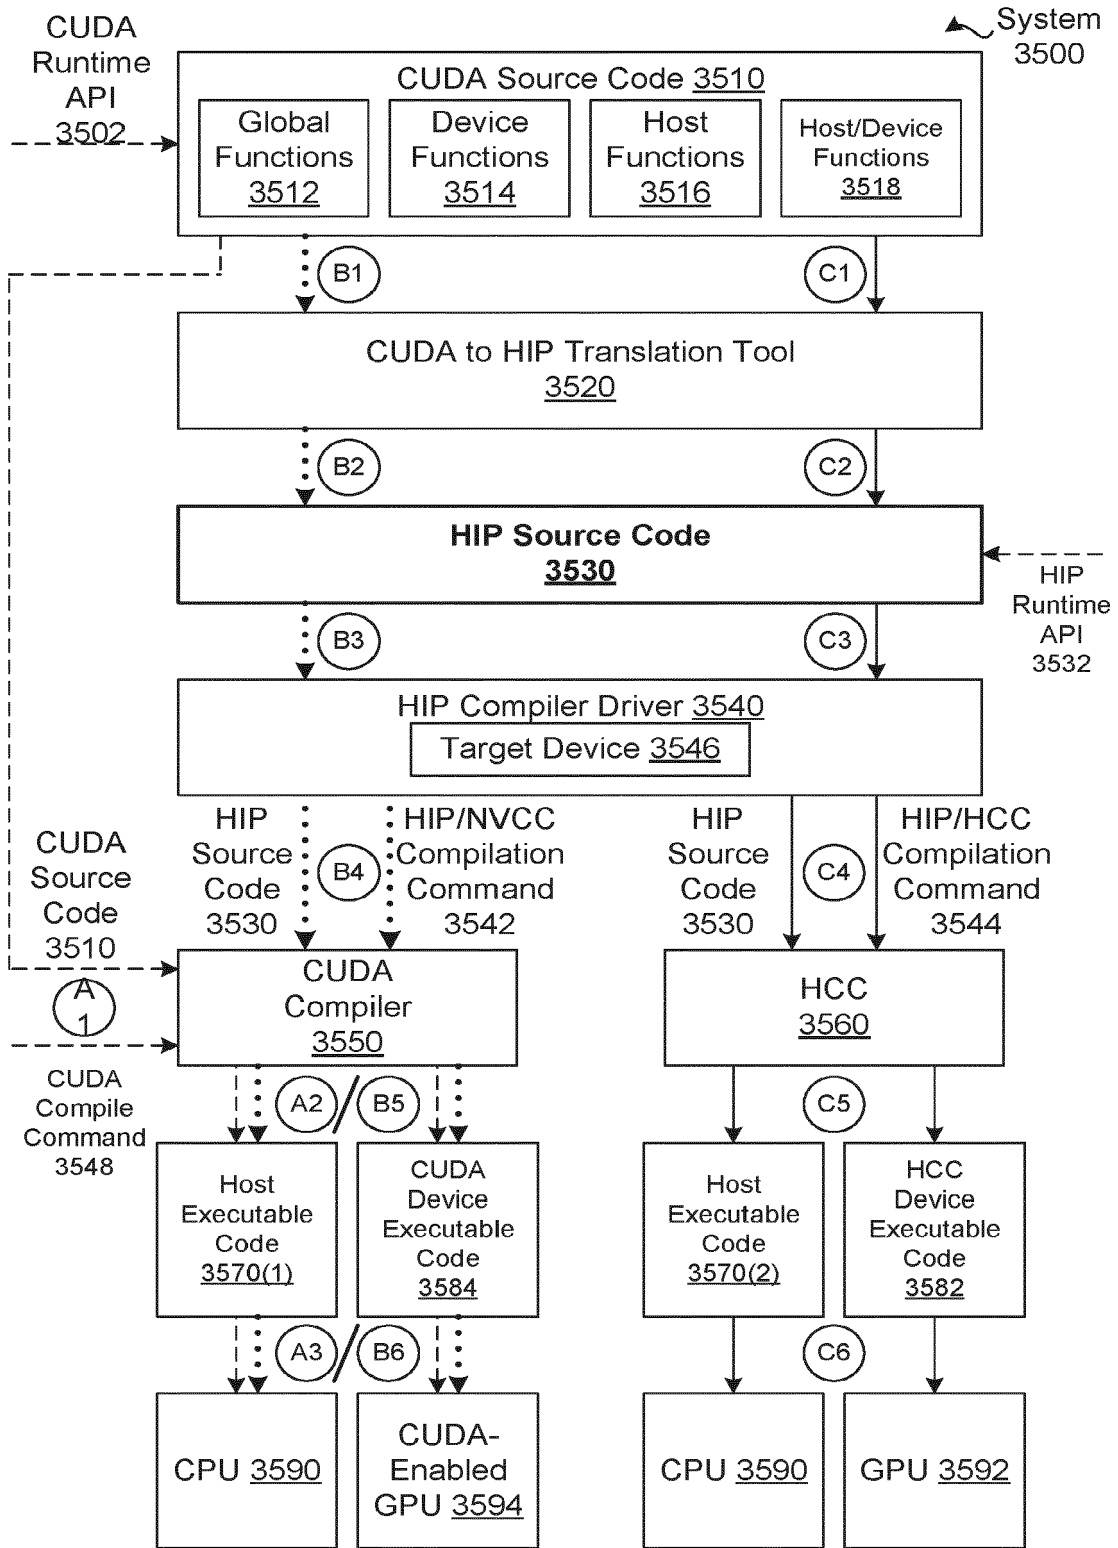 System
3500
CUDA
Runtime
API
3502
CUDA Source Code 3510
Global
Functions
3512
Device
Functions
3514
Host
Functions
3516
Host/Device
Functions
3518
B1
C1
CUDA to HIP Translation Tool
3520
B2
C2
HIP Source Code
3530
HIP
Runtime
API
3532
B3
C3
HIP Compiler Driver 3540
Target Device 3546
HIP
Source
Code
3530
B4
HIP/NVCC
Compilation
Command
3542
HIP
Source
Code
3530
C4
HIP/HCC
Compilation
Command
3544
CUDA
Source
Code
3510
A
1
CUDA
Compiler
3550
HCC
3560
CUDA
Compile
Command
3548
A2
B5
C5
Host
Executable
Code
3570(1)
CUDA
Device
Executable
Code
3584
Host
Executable
Code
3570(2)
HCC
Device
Executable
Code
3582
A3
B6
C6
CPU 3590
CUDA-
Enabled
GPU 3594
CPU 3590
GPU 3592